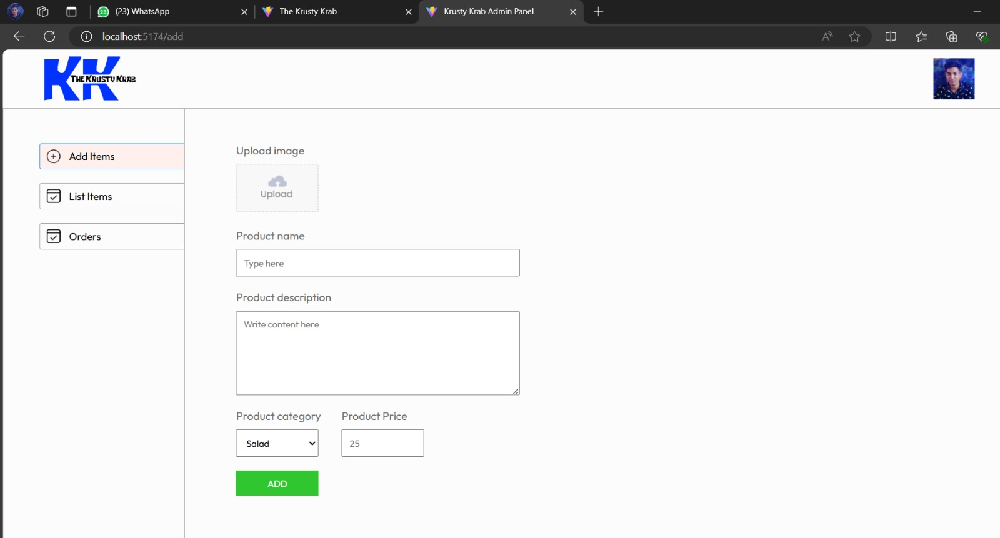 (23) WhatsApp
The Krusty Krab
Krusty Krab Admin Panel
localhost:5174/add
THE KRUSTY KRAB
KK
Add Items
List Items
Orders
Upload image
Upload
Product name
Type here
Product description
Write content here
Product category
Product Price
Salad
25
ADD